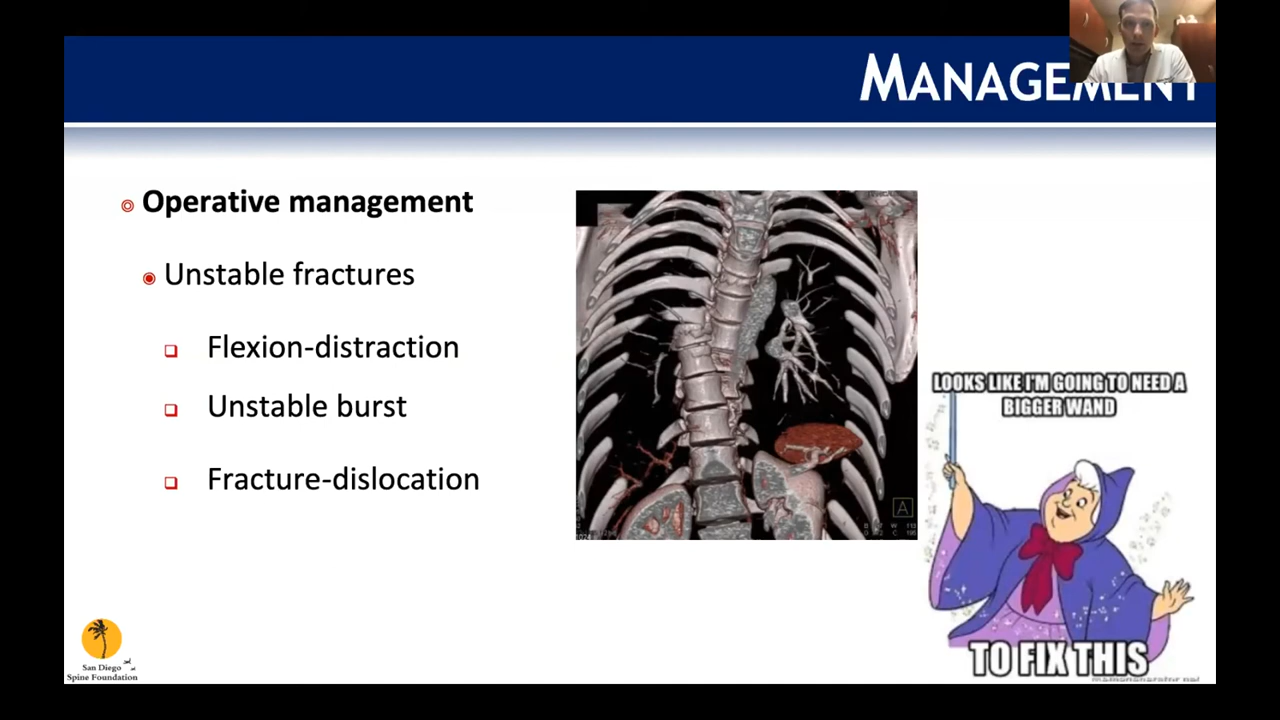 MANAGEMENT
Operative management
Unstable fractures
Flexion-distraction
Unstable burst
Fracture-dislocation
A
LOOKS LIKE I'M GOING TO NEED A
BIGGER WAND
TO FIX THIS
San Diego
Spine Foundation